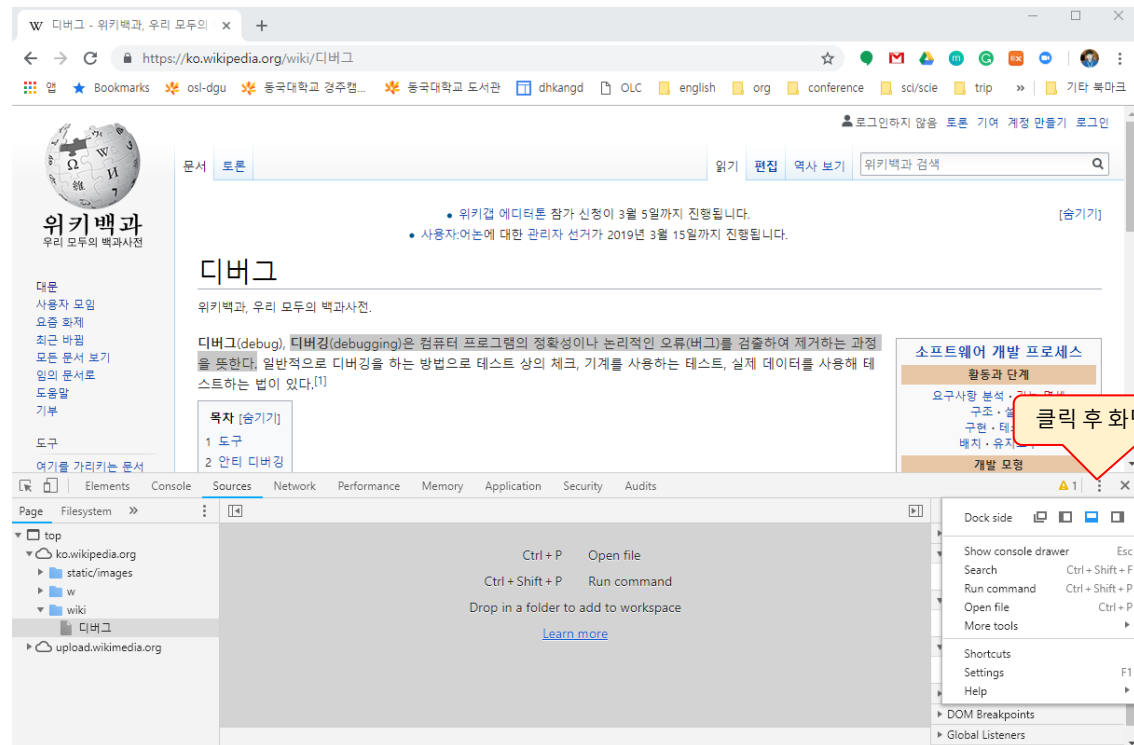 W 디버그 - 위키백과, 우리 모두의
https://ko.wikipedia.org/wiki/디버그
앱 Bookmarks osl-dgu 동국대학교 경주캠... 동국대학교 도서관 dhkangd OLC english org conference sci/scie trip » 기타 북마크
로그인하지 않음 토론 기여 계정 만들기 로그인
문서 토론 읽기 편집 역사 보기 위키백과 검색
위키백과
우리 모두의 백과사전
위키갭 에디터톤 참가 신청이 3월 5일까지 진행됩니다. [숨기기]
사용자:어논에 대한 관리자 선거가 2019년 3월 15일까지 진행됩니다.
디버그
위키백과, 우리 모두의 백과사전.
대문
사용자 모임
요즘 화제
최근 바뀜
모든 문서 보기
임의 문서로
도움말
기부
도구
여기를 가리키는 문서
디버그(debug), 디버깅(debugging)은 컴퓨터 프로그램의 정확성이나 논리적인 오류(버그)를 검출하여 제거하는 과정
을 뜻한다. 일반적으로 디버깅을 하는 방법으로 테스트 상의 체크, 기계를 사용하는 테스트, 실제 데이터를 사용해 테
스트하는 법이 있다.[1]
목차 [숨기기]
1 도구
2 안티 디버깅
소프트웨어 개발 프로세스
활동과 단계
요구사항 분석 ·
구조 ·
구현 ·
배치 ·
개발 모형
클릭 후 화면
Elements Console Sources Network Performance Memory Application Security Audits 1
Page Filesystem »
top
ko.wikipedia.org
static/images
w
wiki
디버그
upload.wikimedia.org
Ctrl + P Open file
Ctrl + Shift + P Run command
Drop in a folder to add to workspace
Learn more
Dock side
Show console drawer Esc
Search Ctrl + Shift + F
Run command Ctrl + Shift + P
Open file Ctrl + P
More tools
Shortcuts
Settings F1
Help
DOM Breakpoints
Global Listeners